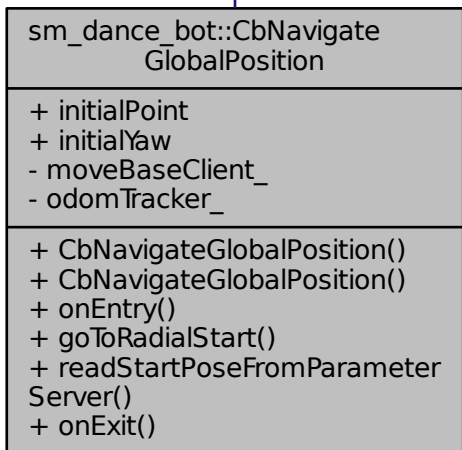 sm_dance_bot::CbNavigate
GlobalPosition
+ initialPoint
+ initialYaw
- moveBaseClient_
- odomTracker_
+ CbNavigateGlobalPosition()
+ CbNavigateGlobalPosition()
+ onEntry()
+ goToRadialStart()
+ readStartPoseFromParameter
Server()
+ onExit()